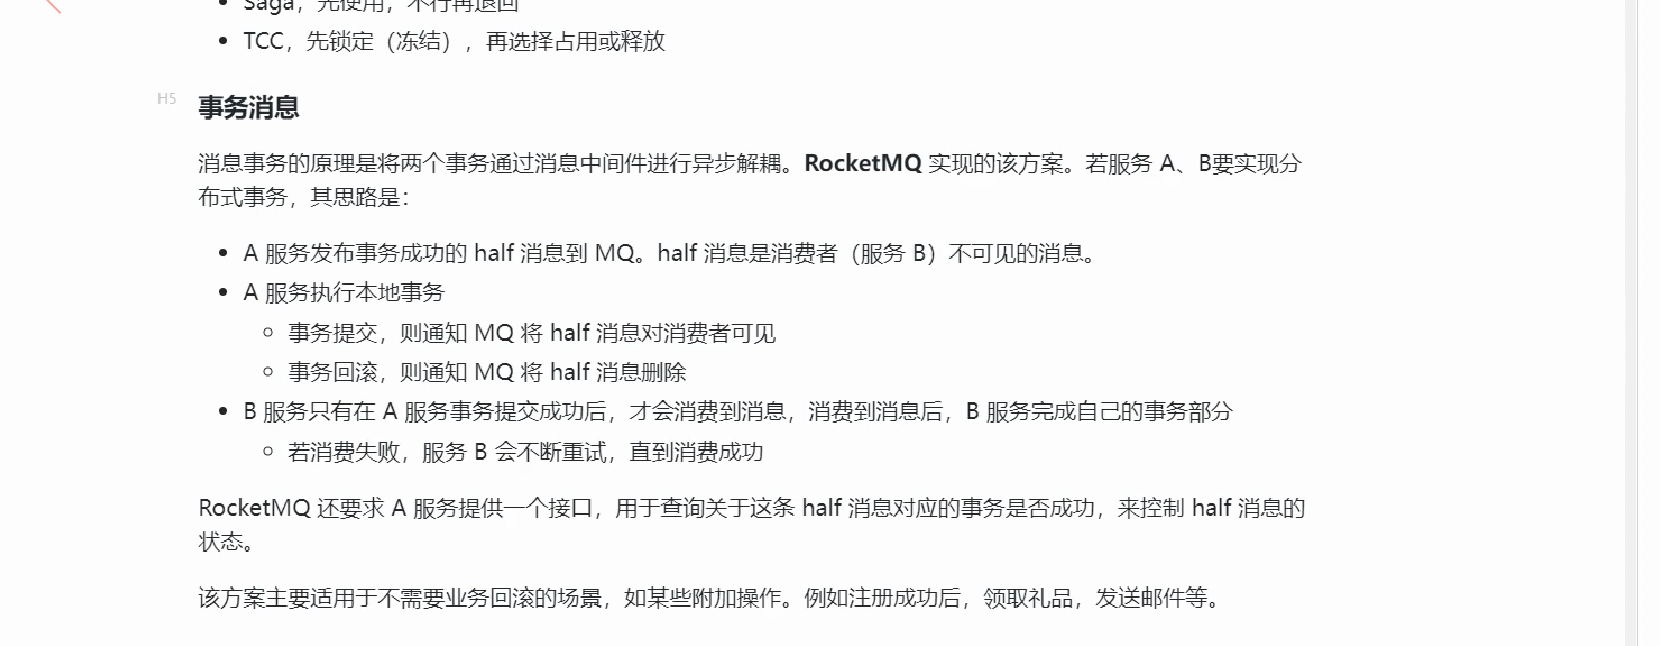 Saga，先使用，不行再退回
TCC，先锁定（冻结），再选择占用或释放
H5
事务消息
消息事务的原理是将两个事务通过消息中间件进行异步解耦。RocketMQ 实现的该方案。若服务 A、B要实现分
布式事务，其思路是：
A 服务发布事务成功的 half 消息到 MQ。half 消息是消费者（服务 B）不可见的消息。
A 服务执行本地事务
事务提交，则通知 MQ 将 half 消息对消费者可见
事务回滚，则通知 MQ 将 half 消息删除
B 服务只有在 A 服务事务提交成功后，才会消费到消息，消费到消息后，B 服务完成自己的事务部分
若消费失败，服务 B 会不断重试，直到消费成功
RocketMQ 还要求 A 服务提供一个接口，用于查询关于这条 half 消息对应的事务是否成功，来控制 half 消息的
状态。
该方案主要适用于不需要业务回滚的场景，如某些附加操作。例如注册成功后，领取礼品，发送邮件等。